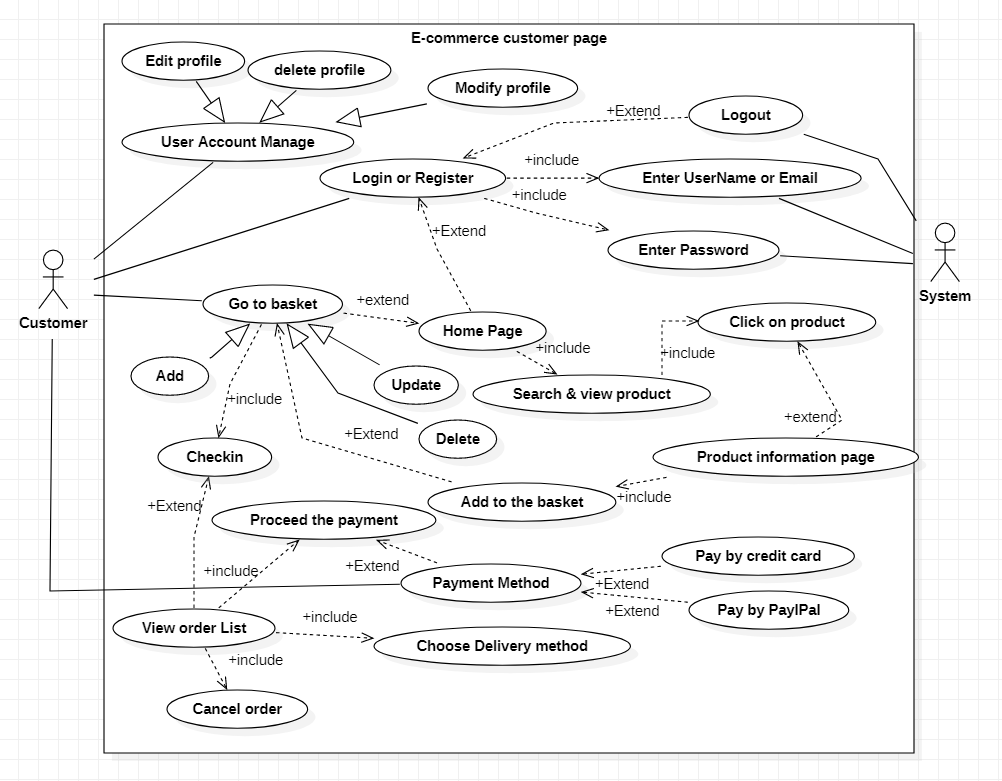 E-commerce customer page
Edit profile
delete profile
Modify profile
Logout
+Extend
User Account Manage
+include
Login or Register
Enter UserName or Email
+include
+Extend
Enter Password
Customer
System
Go to basket
+extend
Home Page
Click on product
+include
+include
Add
Update
Search & view product
+include
+extend
+Extend
Delete
Checkin
Product information page
+include
+Extend
Add to the basket
Proceed the payment
+include
+Extend
Pay by credit card
Payment Method
+Extend
+Extend
Pay by PaylPal
+include
View order List
Choose Delivery method
+include
Cancel order